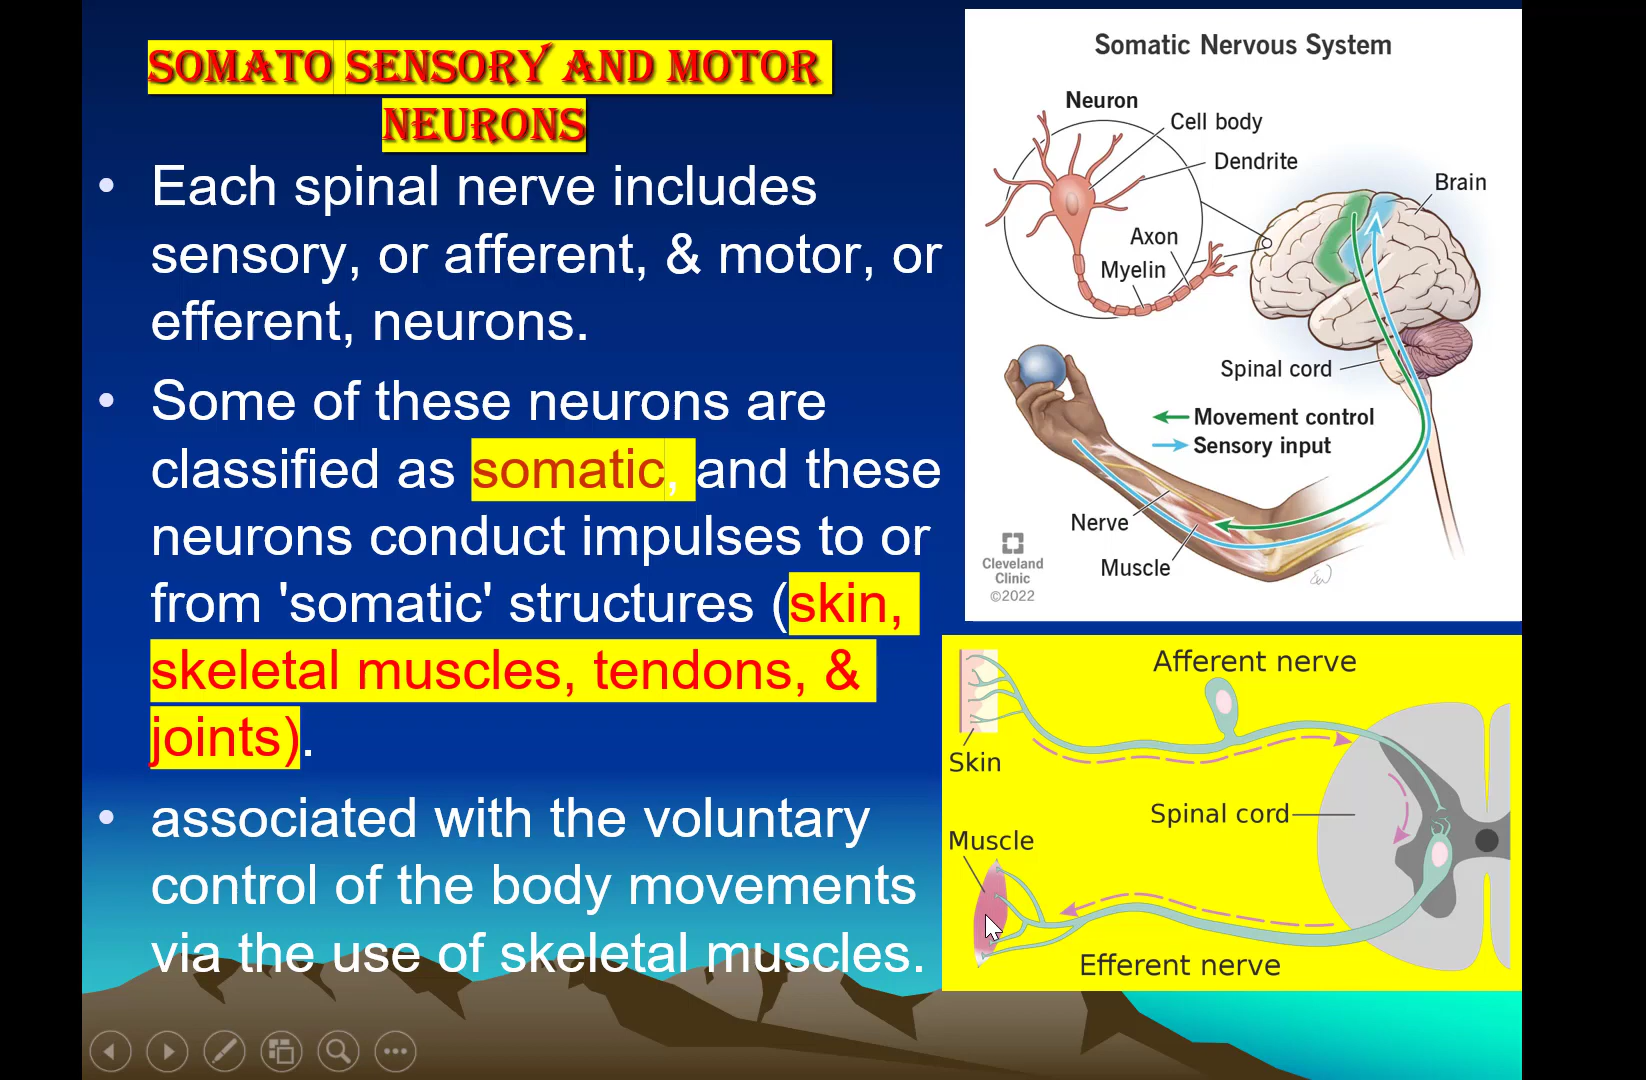 SOMATO SENSORY AND MOTOR
NEURONS
• Each spinal nerve includes
sensory, or afferent, & motor, or
efferent, neurons.
• Some of these neurons are
classified as somatic, and these
neurons conduct impulses to or
from 'somatic' structures (skin,
skeletal muscles, tendons, &
joints).
• associated with the voluntary
control of the body movements
via the use of skeletal muscles.
Somatic Nervous System
Neuron
Cell body
Dendrite
Brain
Axon
Myelin
Spinal cord
Movement control
Sensory input
Nerve
Muscle
Cleveland
Clinic
©2022
Afferent nerve
Skin
Spinal cord
Muscle
Efferent nerve